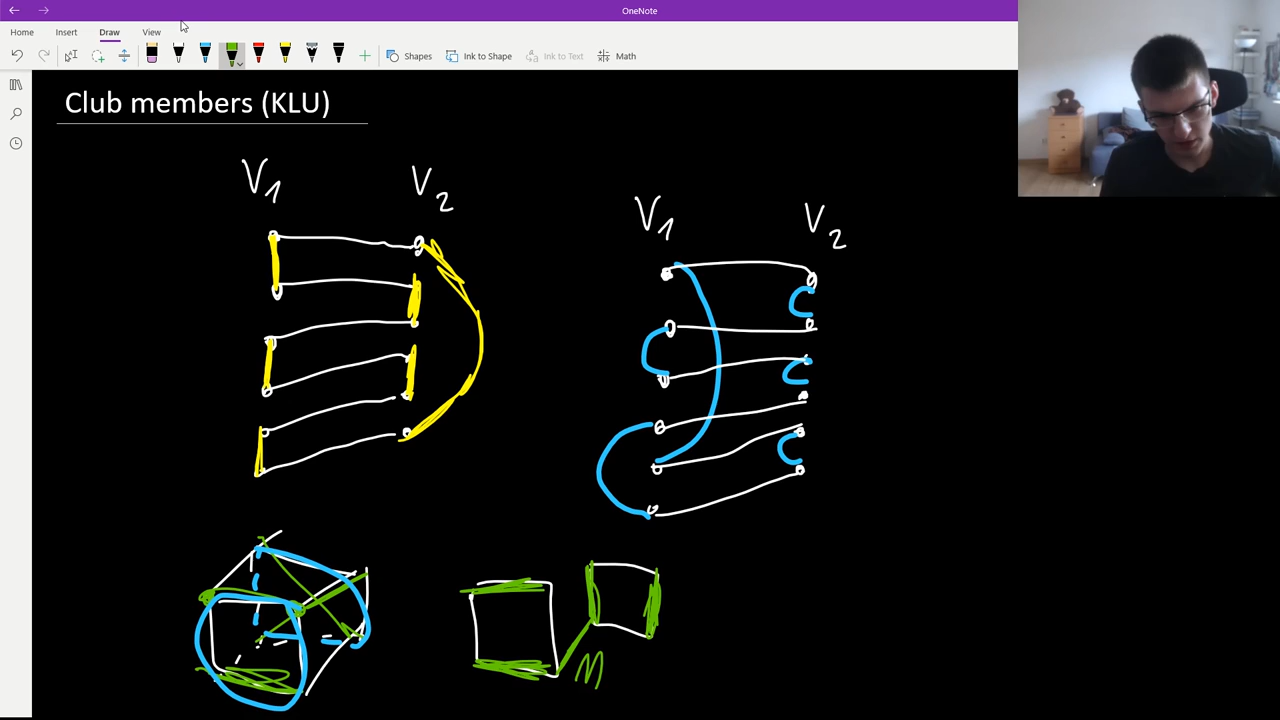 OneNote
Home Insert Draw View
Shapes Ink to Shape Ink to Text Math
Club members (KLU)
V1 V2
V1 V2
M